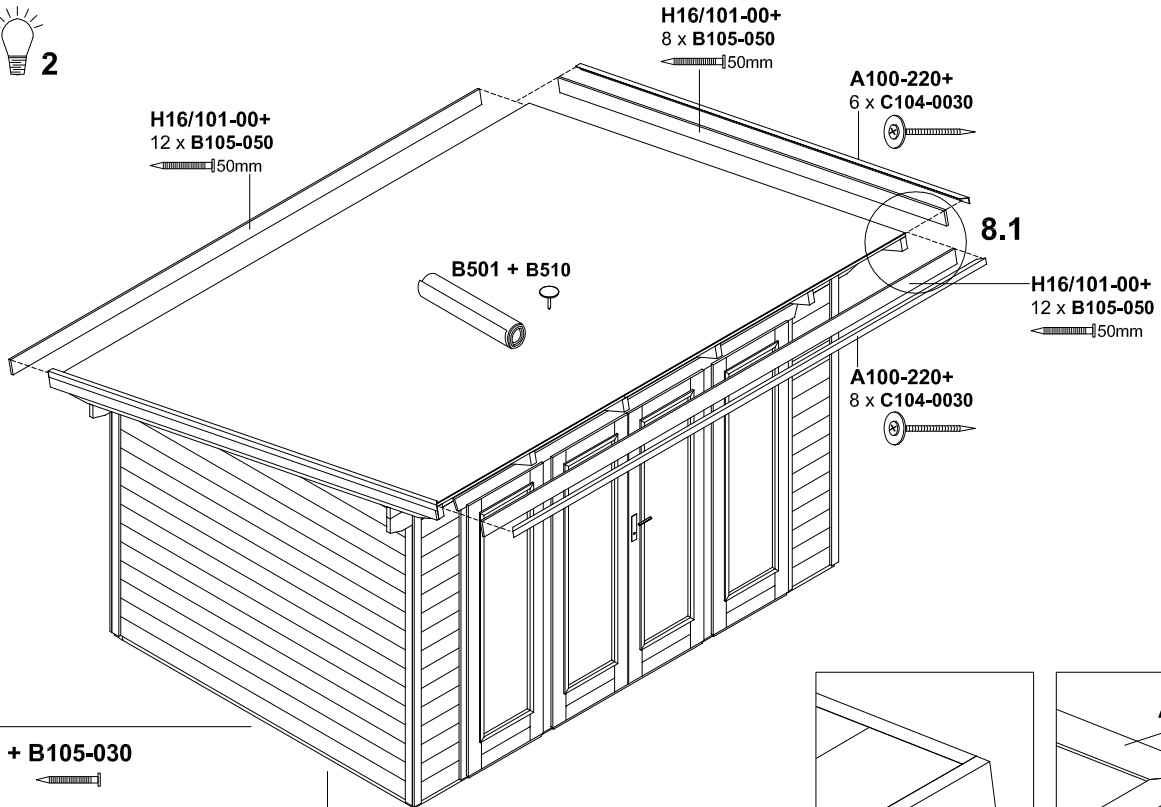 2
H16/101-00+
8 x B105-050
50mm
A100-220+
6 x C104-0030
H16/101-00+
12 x B105-050
50mm
8.1
B501 + B510
H16/101-00+
12 x B105-050
50mm
A100-220+
8 x C104-0030
+ B105-030